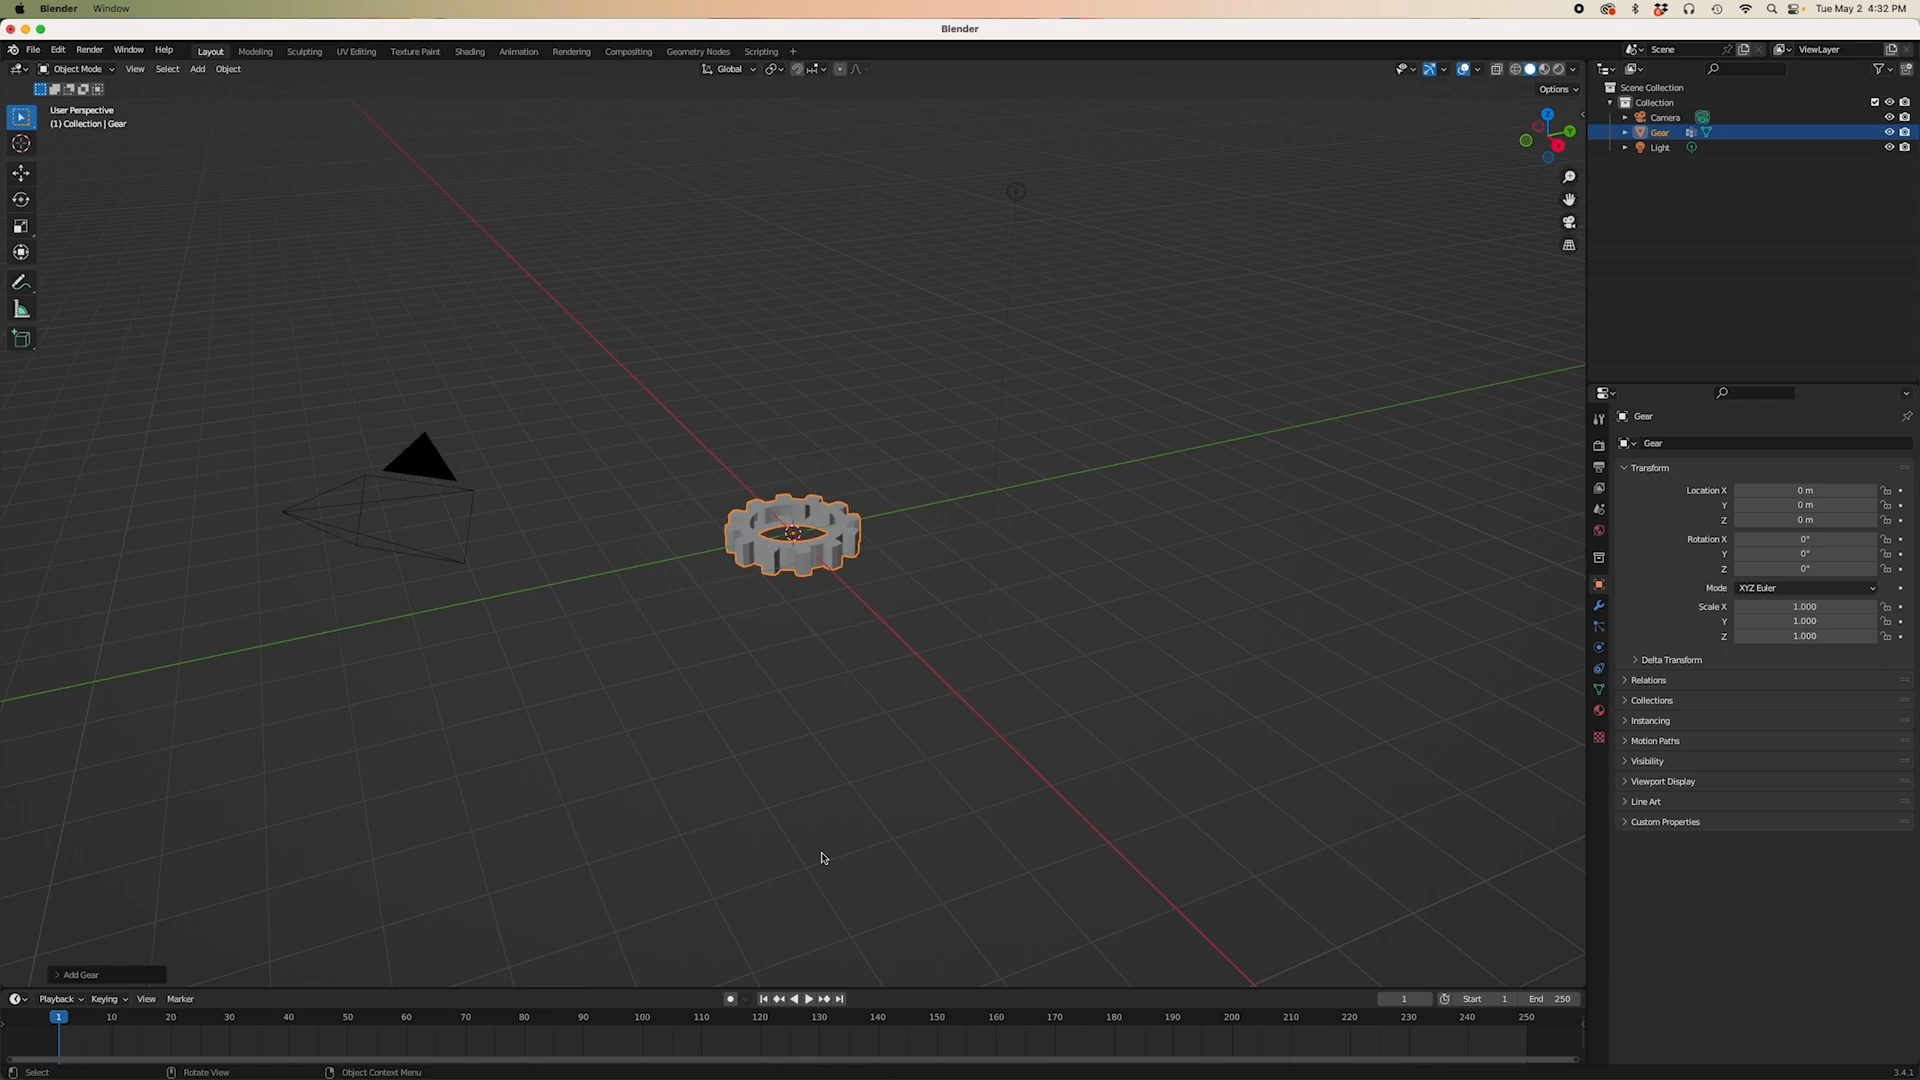 Blender Window Tue May 2 4:32 PM
Blender
File Edit Render Window Help Layout Modeling Sculpting UV Editing Texture Paint Shading Animation Rendering Compositing Geometry Nodes Scripting + Scene ViewLayer
Object Mode View Select Add Object Global
Options
User Perspective
(1) Collection | Gear
Z
Y
X
Scene Collection
Collection
Camera
Gear
Light
Gear
Gear
Transform
Location X 0 m
Y 0 m
Z 0 m
Rotation X 0°
Y 0°
Z 0°
Mode XYZ Euler
Scale X 1.000
Y 1.000
Z 1.000
Delta Transform
Relations
Collections
Instancing
Motion Paths
Visibility
Viewport Display
Line Art
Custom Properties
Add Gear
Playback Keying View Marker 1 Start 1 End 250
1 10 20 30 40 50 60 70 80 90 100 110 120 130 140 150 160 170 180 190 200 210 220 230 240 250
Select Rotate View Object Context Menu 3.4.1